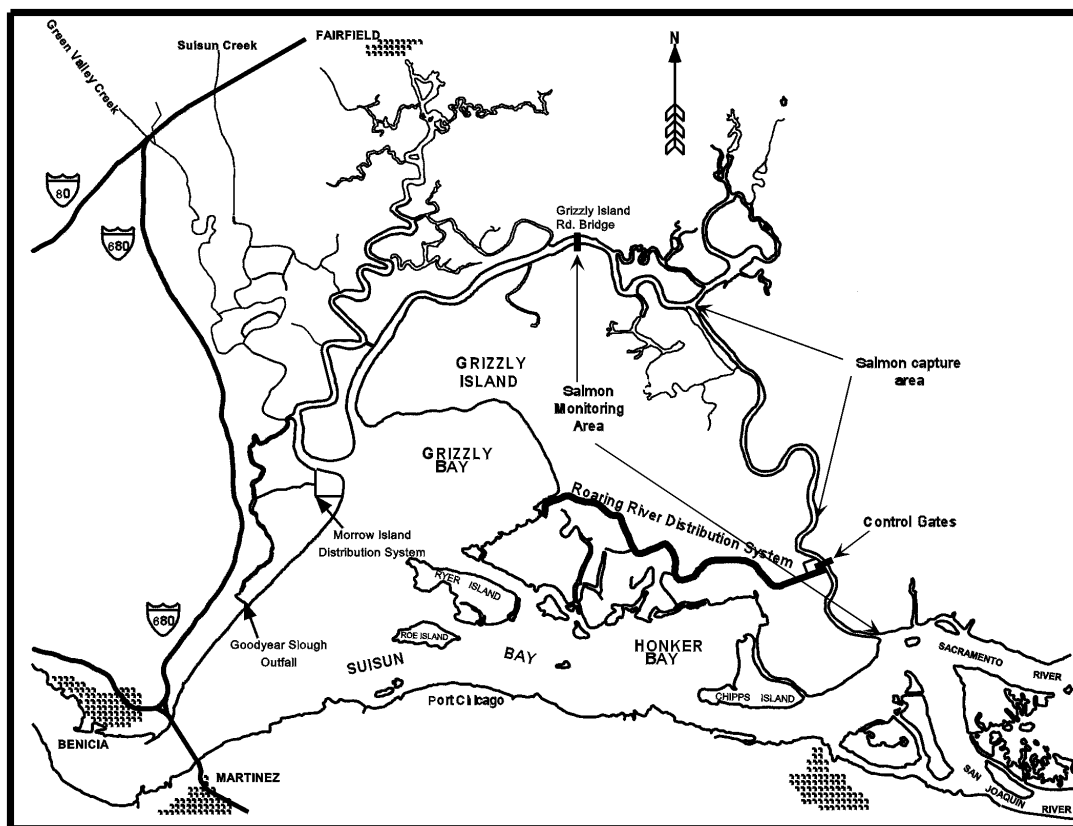 FAIRFIELD
Suisun Creek
Green Valley Creek
N
80
680
Grizzly Island
Rd. Bridge
GRIZZLY
ISLAND
Salmon
Monitoring
Area
Salmon capture
area
GRIZZLY
BAY
Roaring River Distribution System
Control Gates
Morrow Island
Distribution System
RYER ISLAND
680
Goodyear Slough
Outfall
ROE ISLAND
SUISUN
BAY
HONKER
BAY
SACRAMENTO
RIVER
CHIPPS ISLAND
Port Chicago
BENICIA
MARTINEZ
SAN JOAQUIN
RIVER